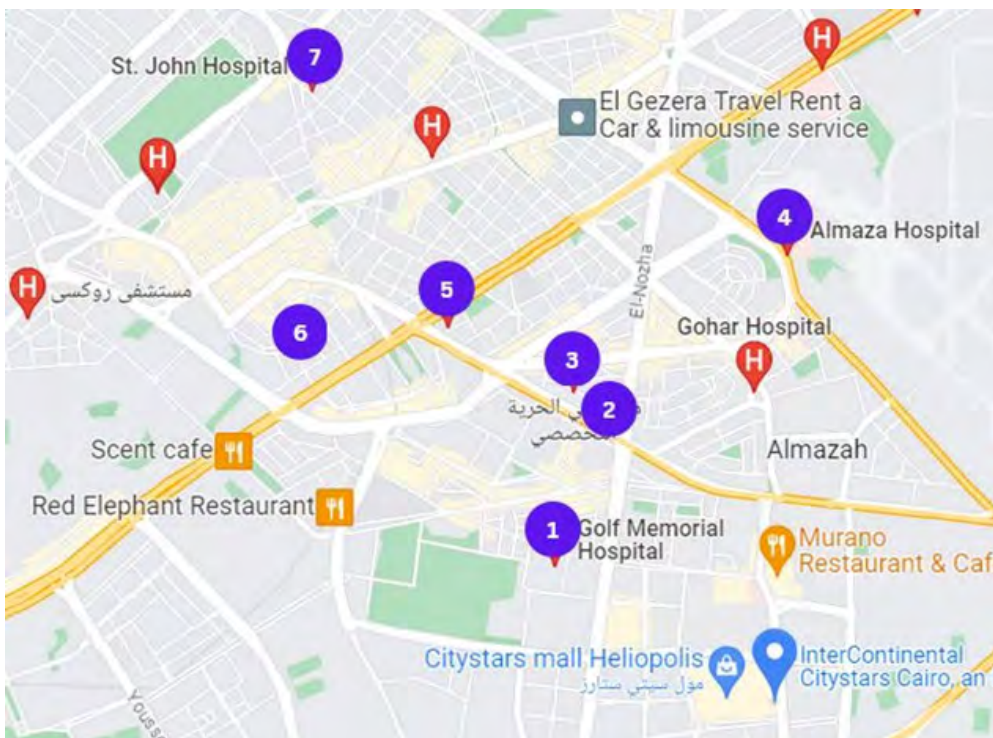 7
St. John Hospital
H
H
El Gezera Travel Rent a
Car & limousine service
H
H
4
Almaza Hospital
H
مستشفى روكسي
5
El-Nozha
6
Gohar Hospital
3
H
2
Scent cafe
Almazah
Red Elephant Restaurant
1
Golf Memorial
Hospital
Murano
Restaurant & Caf
Citystars mall Heliopolis
مول سيتي ستارز
InterContinental
Citystars Cairo, an